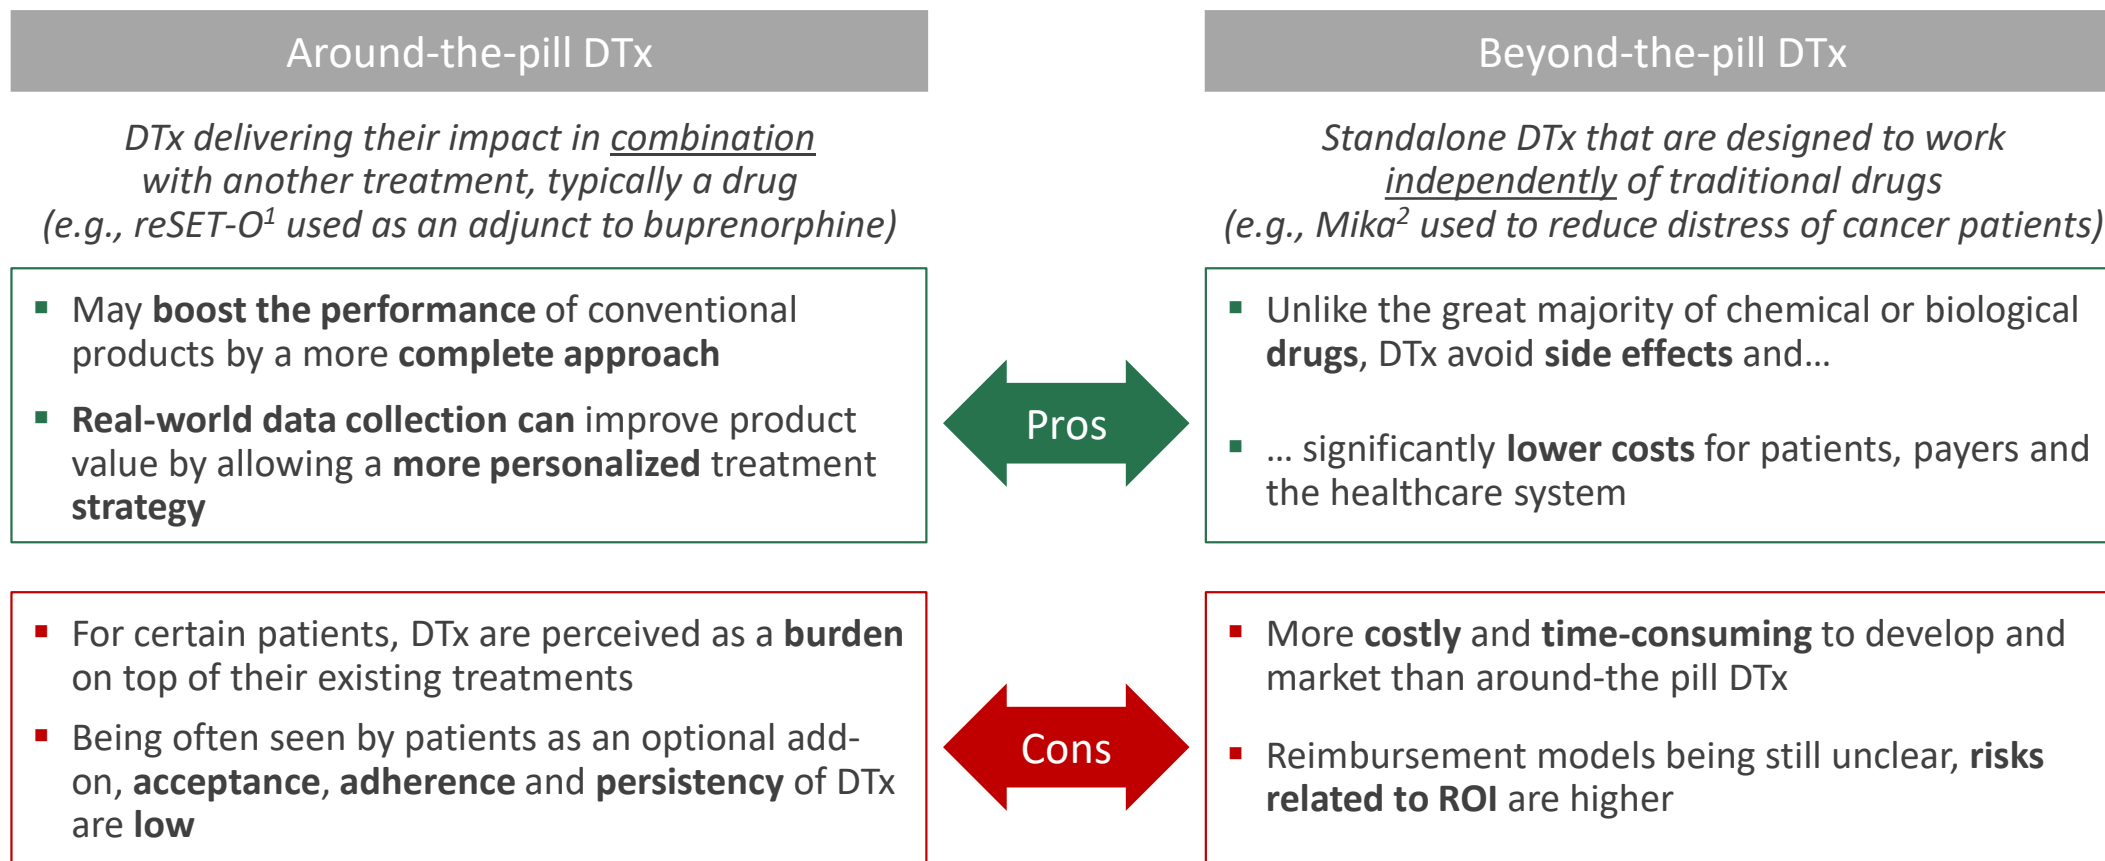 Around-the-pill DTx
DTx delivering their impact in combination
with another treatment, typically a drug
(e.g., reSET-O¹ used as an adjunct to buprenorphine)
▪ May boost the performance of conventional
products by a more complete approach
▪ Real-world data collection can improve product
value by allowing a more personalized treatment
strategy
▪ For certain patients, DTx are perceived as a burden
on top of their existing treatments
▪ Being often seen by patients as an optional add-
on, acceptance, adherence and persistency of DTx
are low
Pros
Cons
Beyond-the-pill DTx
Standalone DTx that are designed to work
independently of traditional drugs
(e.g., Mika² used to reduce distress of cancer patients)
▪ Unlike the great majority of chemical or biological
drugs, DTx avoid side effects and…
▪ … significantly lower costs for patients, payers and
the healthcare system
▪ More costly and time-consuming to develop and
market than around-the pill DTx
▪ Reimbursement models being still unclear, risks
related to ROI are higher